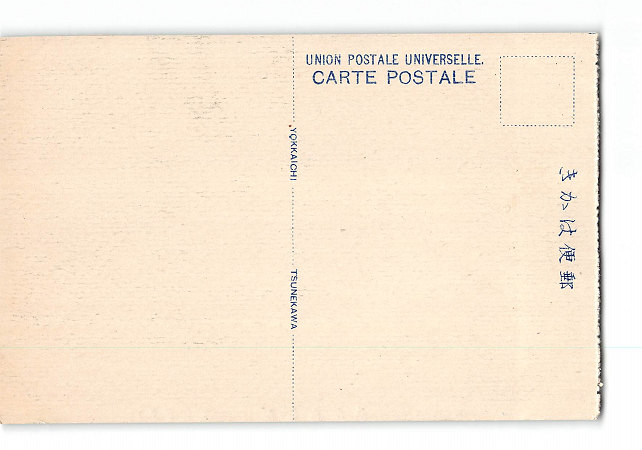 UNION POSTALE UNIVERSELLE.
CARTE POSTALE
YOKKAICHI TSUNEKAWA
きかは便郵